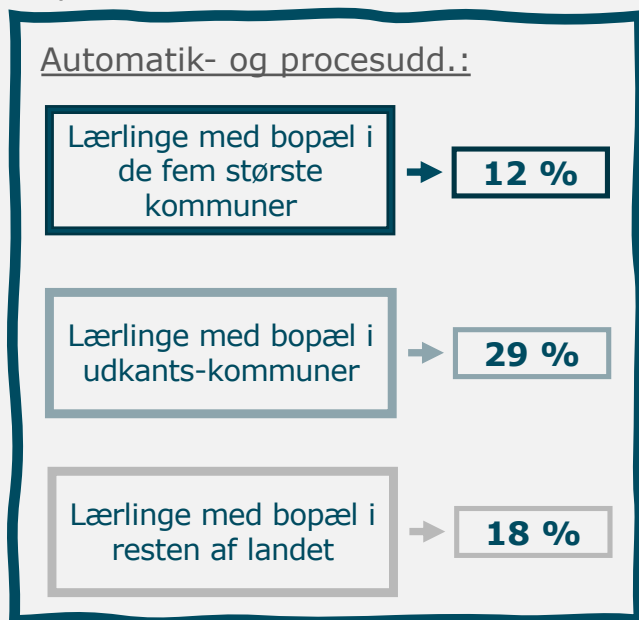 Automatik- og procesudd.:
Lærlinge med bopæl i
de fem største
kommuner
12 %
Lærlinge med bopæl i
udkants-kommuner
29 %
Lærlinge med bopæl i
resten af landet
18 %